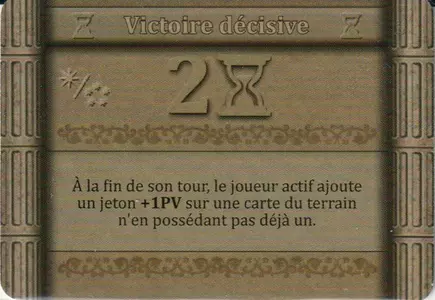 Victoire décisive
2
À la fin de son tour, le joueur actif ajoute
un jeton +1PV sur une carte du terrain
n'en possédant pas déjà un.